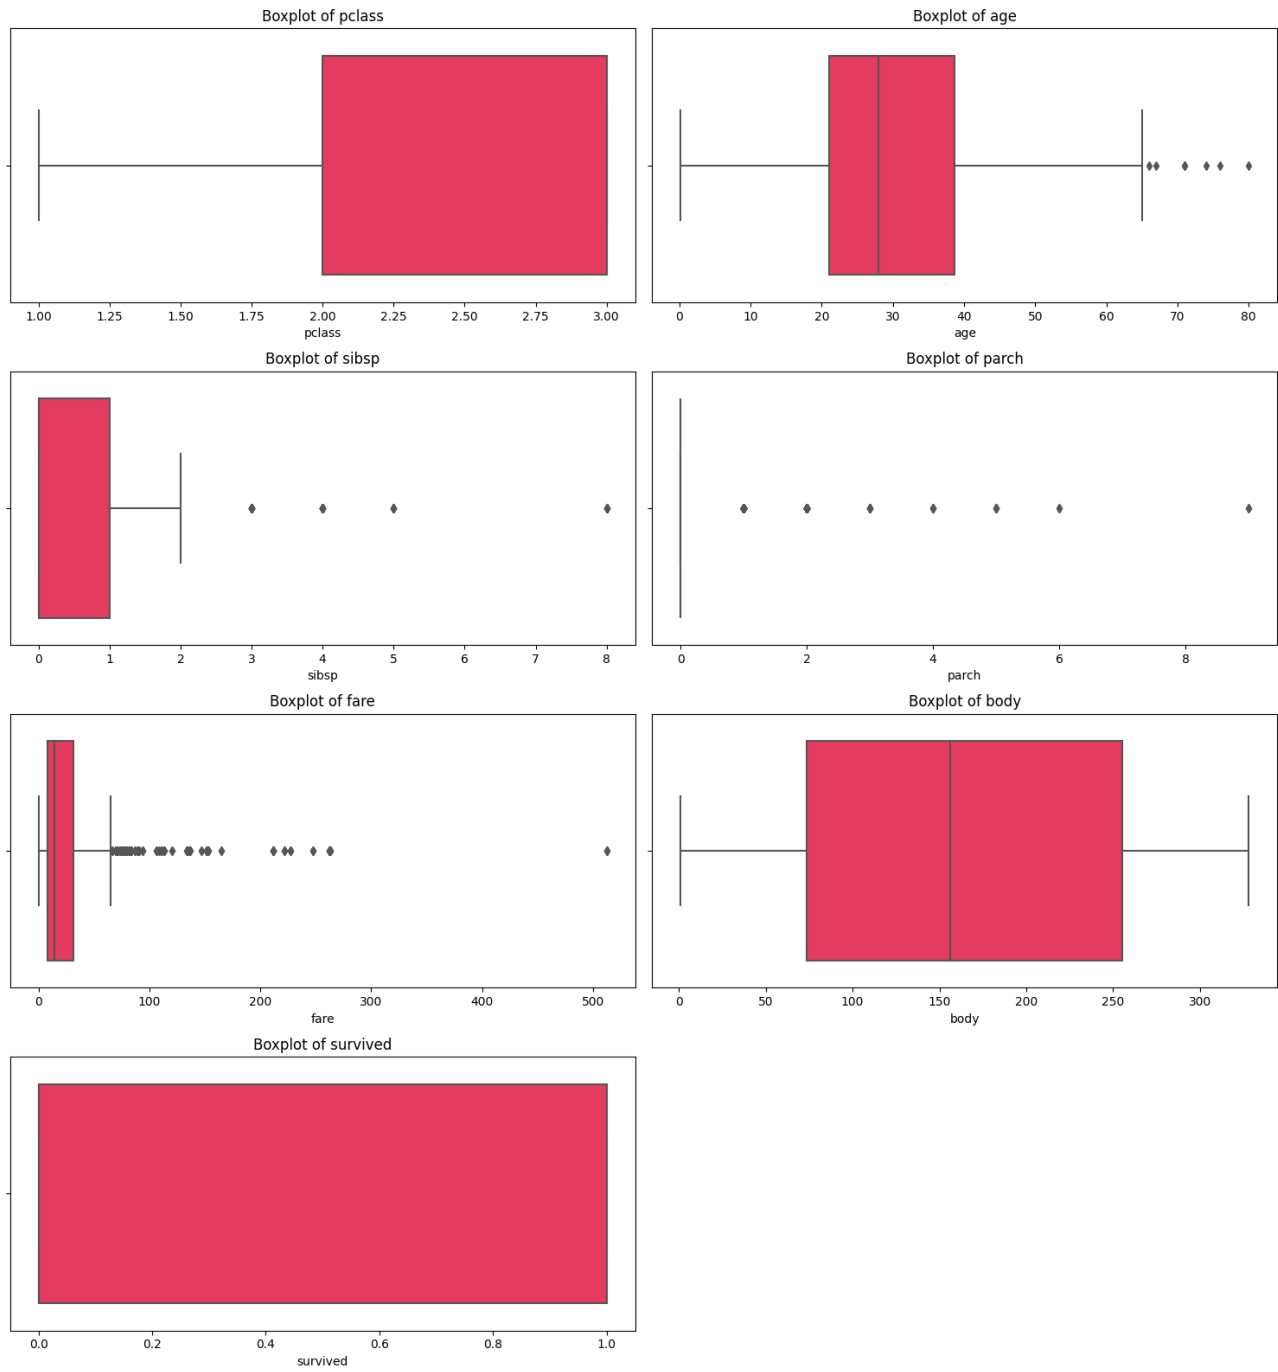 Boxplot of pclass
1.00 1.25 1.50 1.75 2.00 2.25 2.50 2.75 3.00
pclass
Boxplot of age
0 10 20 30 40 50 60 70 80
age
Boxplot of sibsp
0 1 2 3 4 5 6 7 8
sibsp
Boxplot of parch
0 2 4 6 8
parch
Boxplot of fare
0 100 200 300 400 500
fare
Boxplot of body
0 50 100 150 200 250 300
body
Boxplot of survived
0.0 0.2 0.4 0.6 0.8 1.0
survived